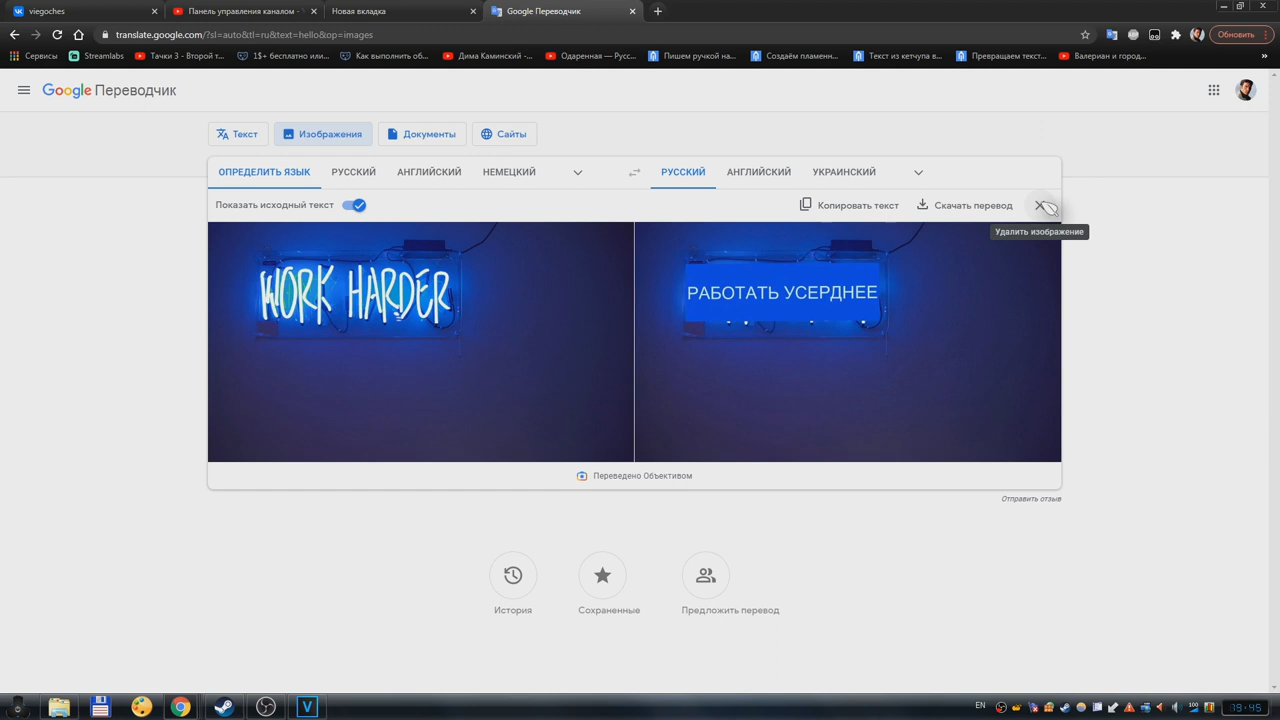 viegoches
Панель управления каналом - Y
Новая вкладка
Google Переводчик
translate.google.com/?sl=auto&tl=ru&text=hello&op=images
Обновить
Сервисы
Streamlabs
Тачки 3 - Второй т...
1$+ бесплатно или...
Как выполнить об...
Дима Каминский -...
Одаренная — Русс...
Пишем ручкой на...
Создаём пламенн...
Текст из кетчупа в...
Превращаем текст...
Валериан и город...
»
Google Переводчик
Текст
Изображения
Документы
Сайты
ОПРЕДЕЛИТЬ ЯЗЫК
РУССКИЙ
АНГЛИЙСКИЙ
НЕМЕЦКИЙ
РУССКИЙ
АНГЛИЙСКИЙ
УКРАИНСКИЙ
Показать исходный текст
Копировать текст
Скачать перевод
Удалить изображение
WORK HARDER
РАБОТАТЬ УСЕРДНЕЕ
Переведено Объективом
Отправить отзыв
История
Сохраненные
Предложить перевод
EN
100
19:45